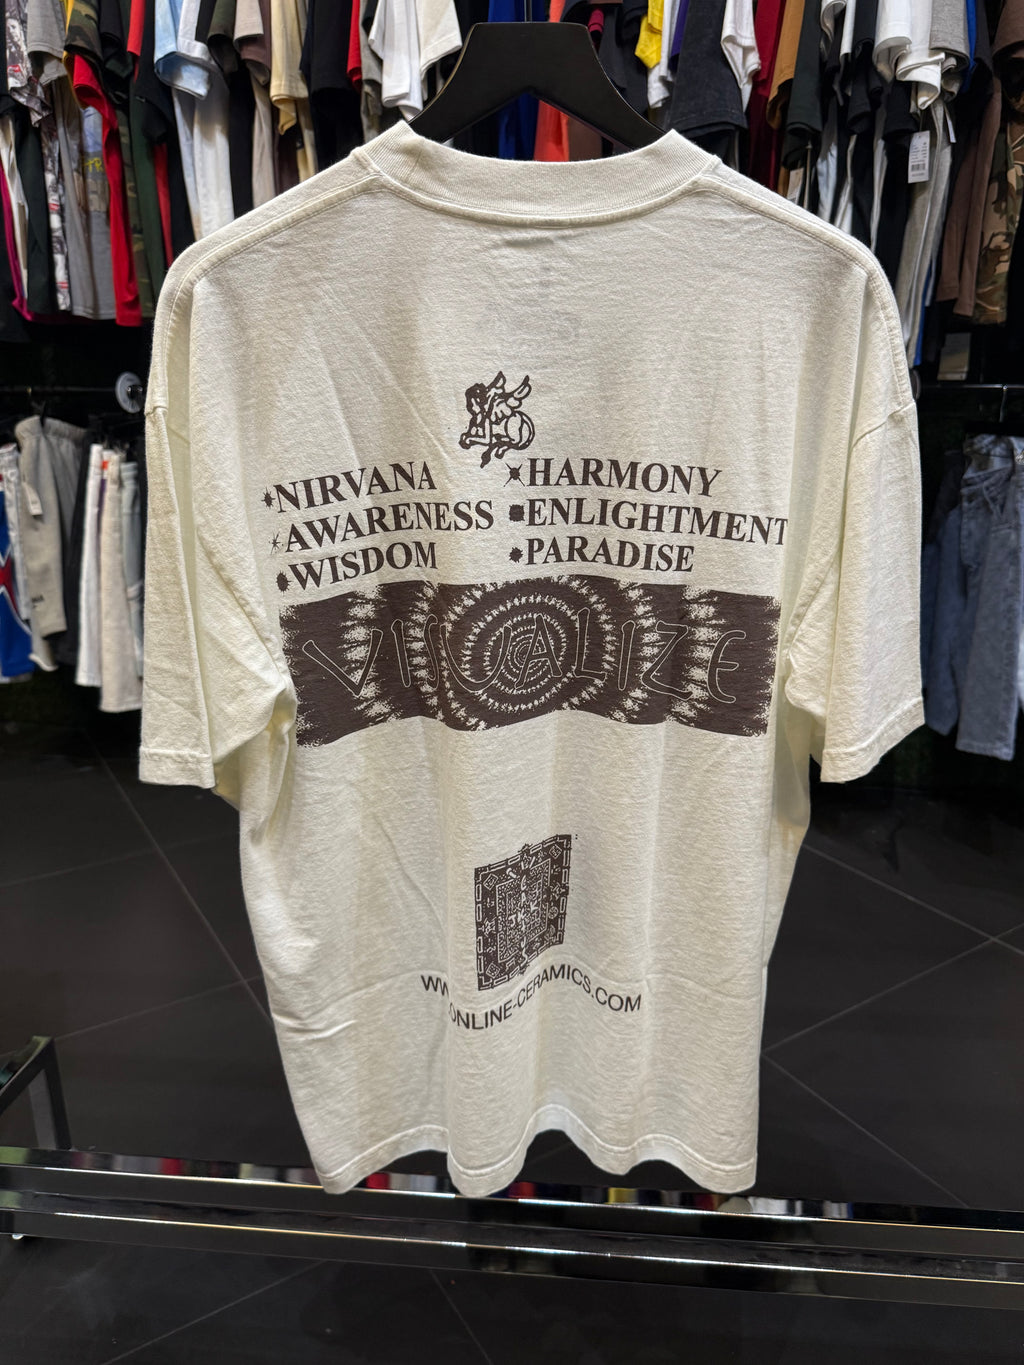 NIRVANA
AWARENESS
WISDOM
HARMONY
ENLIGHTMENT
PARADISE
VISUALIZE
ONLINE-CERAMICS.COM